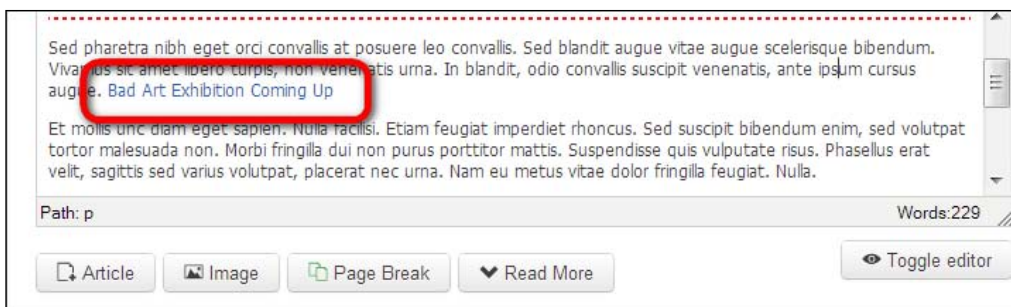 Sed pharetra nibh eget orci convallis at posuere leo convallis. Sed blandit augue vitae augue scelerisque bibendum.
Vivamus sit amet libero turpis, non venenatis urna. In blandit, odio convallis suscipit venenatis, ante ipsum cursus
augue. Bad Art Exhibition Coming Up
Et mollis unc diam eget sapien. Nulla facilisi. Etiam feugiat imperdiet rhoncus. Sed suscipit bibendum enim, sed volutpat
tortor malesuada non. Morbi fringilla dui non purus porttitor mattis. Suspendisse quis vulputate risus. Phasellus erat
velit, sagittis sed varius volutpat, placerat nec urna. Nam eu metus vitae dolor fringilla feugiat. Nulla.
Path: p Words:229
Article Image Page Break Read More Toggle editor